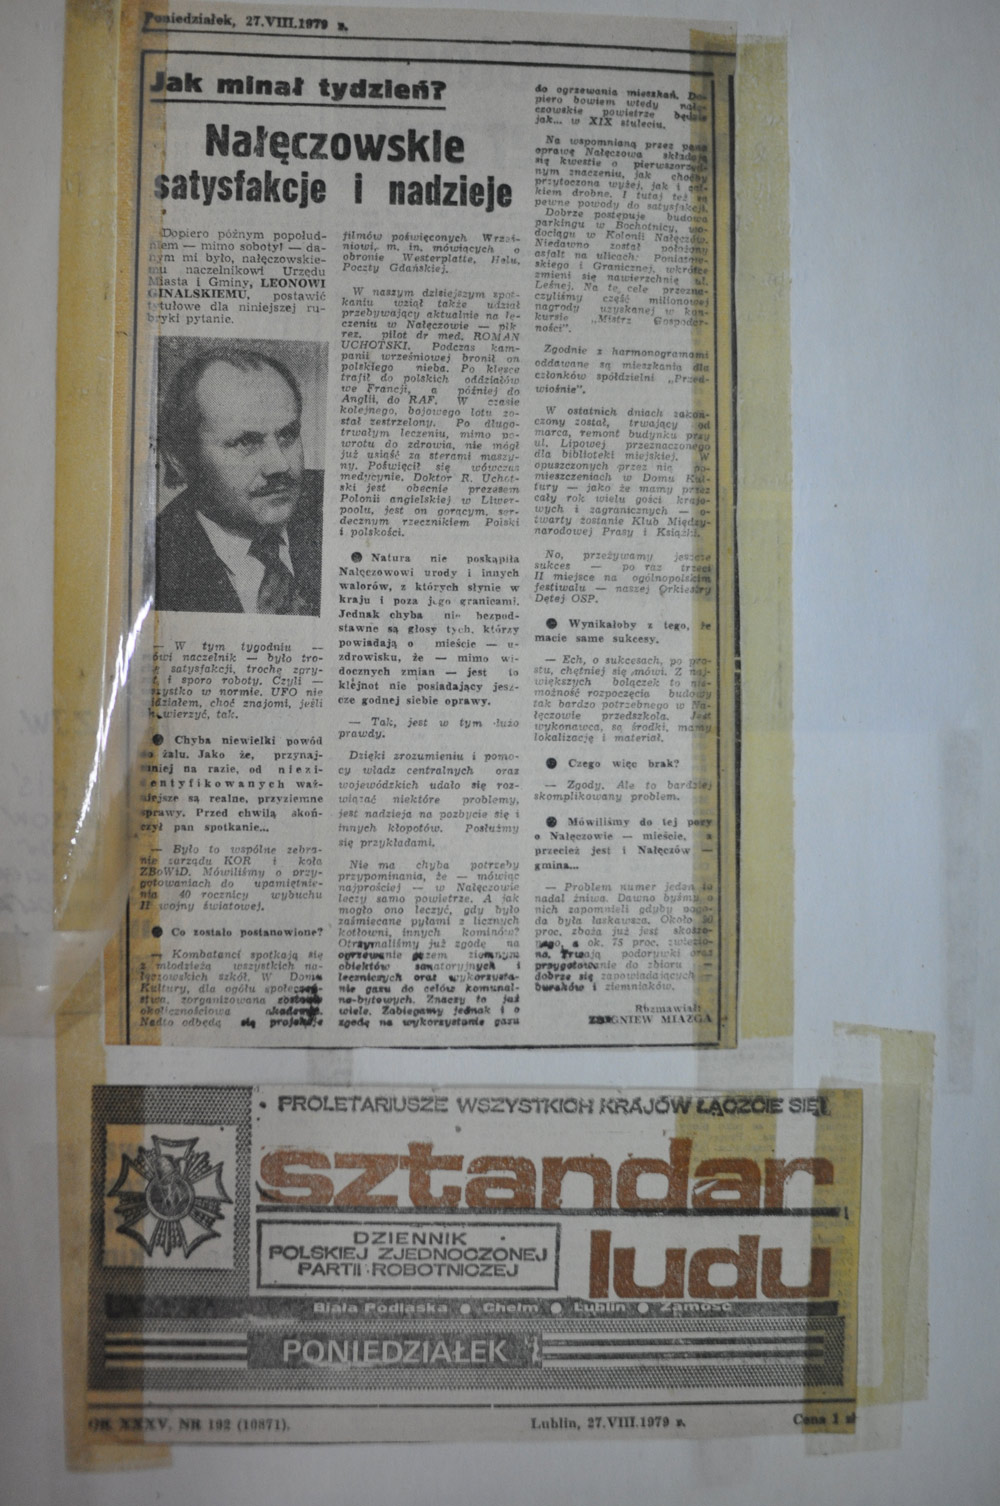 Poniedziałek, 27.VIII.1979 r.
Jak minął tydzień?
Nałęczowskie
satysfakcje i nadzieje
Dopiero późnym popołud-
niem — mimo soboty! — da-
nym mi było, nałęczowskie-
mu naczelnikowi Urzędu
Miasta i Gminy, LEONOWI
GINALSKIEMU, postawić
tytułowe dla niniejszej ru-
bryki pytanie.
— W tym tygodniu —
mówi naczelnik — było tro-
chę satysfakcji, trochę zgry-
zot i sporo roboty. Czyli —
wszystko w normie. UFO nie
widziałem, choć znajomi, jeśli
im wierzyć, tak.
● Chyba niewielki powód
do żalu. Jako że, przynaj-
mniej na razie, od niezi-
dentyfikowanych waż-
niejsze są realne, przyziemne
sprawy. Przed chwilą skoń-
czył pan spotkanie...
— Było to wspólne zebra-
nie zarządu KOR i koła
ZBoWiD. Mówiliśmy o przy-
gotowaniach do upamiętnie-
nia 40 rocznicy wybuchu
II wojny światowej.
● Co zostało postanowione?
— Kombatanci spotkają się
z młodzieżą wszystkich na-
łęczowskich szkół. W Domu
Kultury, dla ogółu społeczeń-
stwa, zorganizowana zostanie
okolicznościowa akademia.
Nadto odbędą się projekcje
filmów poświęconych Wrześ-
niowi, m. in. mówiących o
obronie Westerplatte, Helu,
Poczty Gdańskiej.
W naszym dzisiejszym spot-
kaniu wziął także udział
przebywający aktualnie na le-
czeniu w Nałęczowie — płk
rez. pilot dr med. ROMAN
UCHOTSKI. Podczas kam-
panii wrześniowej bronił on
polskiego nieba. Po klęsce
trafił do polskich oddziałów
we Francji, a później do
Anglii, do RAF. W czasie
kolejnego, bojowego lotu zo-
stał zestrzelony. Po długo-
trwałym leczeniu, mimo po-
wrotu do zdrowia, nie mógł
już usiąść za sterami maszy-
ny. Poświęcił się wówczas
medycynie. Doktor R. Uchot-
ski jest obecnie prezesem
Polonii angielskiej w Liwer-
poolu, jest on gorącym, ser-
decznym rzecznikiem Polski
i polskości.
● Natura nie poskąpiła
Nałęczowowi urody i innych
walorów, z których słynie w
kraju i poza jego granicami.
Jednak chyba nie bezpod-
stawne są głosy tych, którzy
powiadają o mieście — u-
zdrowisku, że — mimo wi-
docznych zmian — jest to
klejnot nie posiadający jesz-
cze godnej siebie oprawy.
— Tak, jest w tym dużo
prawdy.
Dzięki zrozumieniu i pomo-
cy władz centralnych oraz
wojewódzkich udało się roz-
wiązać niektóre problemy,
jest nadzieja na pozbycie się i
innych kłopotów. Posłużmy
się przykładami.
Nie ma chyba potrzeby
przypominania, że — mówiąc
najprościej — w Nałęczowie
leczy samo powietrze. A jak
mogło ono leczyć, gdy było
zaśmiecane pyłami z licznych
kotłowni, innych kominów?
Otrzymaliśmy już zgodę na
ogrzewanie gazem ziemnym
obiektów sanatoryjnych i
leczniczych oraz wykorzysta-
nie gazu do celów komunal-
no-bytowych. Znaczy to już
wiele. Zabiegamy jednak i o
zgodę na wykorzystanie gazu
do ogrzewania mieszkań. Do-
piero bowiem wtedy nałę-
czowskie powietrze będzie
jak... w XIX stuleciu.
Na wspomnianą przez pana
oprawę Nałęczowa składają
się kwestie o pierwszorzęd-
nym znaczeniu, jak choćby
przytoczona wyżej, jak i cał-
kiem drobne. I tutaj też są
pewne powody do satysfakcji.
Dobrze postępuje budowa
parkingu w Bochotnicy, wo-
dociągu w Kolonii Nałęczów.
Niedawno został położony
asfalt na ulicach: Poniatow-
skiego i Granicznej, wkrótce
zmieni się nawierzchnię ul.
Leśnej. Na te cele przezna-
czyliśmy część milionowej
nagrody uzyskanej w kon-
kursie „Mistrz Gospodar-
ności".
Zgodnie z harmonogramami
oddawane są mieszkania dla
członków spółdzielni „Przed-
wiośnie".
W ostatnich dniach zakoń-
czony został, trwający od
marca, remont budynku przy
ul. Lipowej przeznaczonego
dla biblioteki miejskiej. W
opuszczonych przez nią po-
mieszczeniach w Domu Kul-
tury — jako że mamy przez
cały rok wielu gości krajo-
wych i zagranicznych — o-
twarty zostanie Klub Między-
narodowej Prasy i Książki.
No, przeżywamy jeszcze
sukces — po raz trzeci
II miejsce na ogólnopolskim
festiwalu — naszej Orkiestry
Dętej OSP.
● Wynikałoby z tego, że
macie same sukcesy.
— Ech, o sukcesach, po pro-
stu, chętniej się mówi. Z naj-
większych bolączek to nie-
możność rozpoczęcia budowy
tak bardzo potrzebnego w Na-
łęczowie przedszkola. Jest
wykonawca, są środki, mamy
lokalizację i materiał.
● Czego więc brak?
— Zgody. Ale to bardziej
skomplikowany problem.
● Mówiliśmy do tej pory
o Nałęczowie — mieście, a
przecież jest i Nałęczów —
gmina...
— Problem numer jeden to
nadal żniwa. Dawno byśmy o
nich zapomnieli gdyby pogo-
da była łaskawsza. Około 90
proc. zboża już jest skoszo-
nego, a ok. 75 proc. zwiezio-
na. Trwają podorywki oraz
przygotowanie do zbioru —
dobrze się zapowiadających —
buraków i ziemniaków.
Rozmawiał:
ZBIGNIEW MIAZGA
• PROLETARIUSZE WSZYSTKICH KRAJÓW ŁĄCZCIE SIĘ!
sztandar
ludu
DZIENNIK
POLSKIEJ ZJEDNOCZONEJ
PARTII ROBOTNICZEJ
Biała Podlaska ● Chełm ● Lublin ● Zamość
PONIEDZIAŁEK
ROK XXXV, NR 192 (10871). Lublin, 27.VIII.1979 r. Cena 1 zł